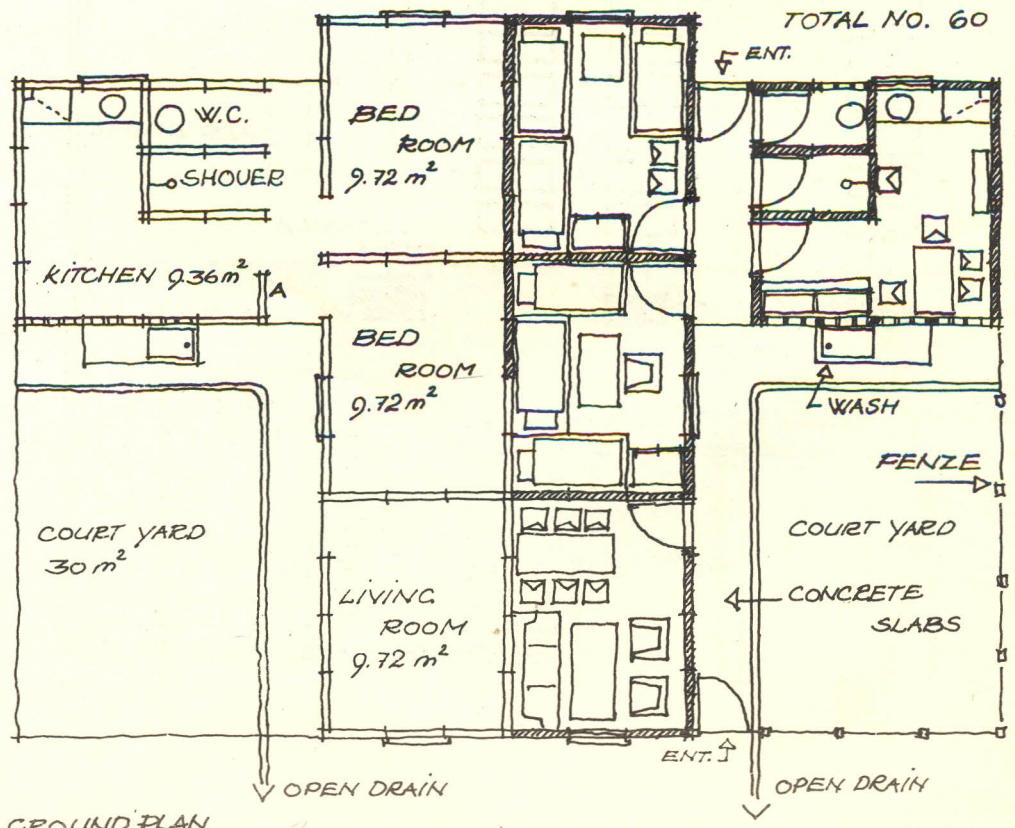 TOTAL NO. 60
ENT.
W.C.
SHOUER
BED
ROOM
9.72 m²
KITCHEN 9.36 m²
A
BED
ROOM
9.72 m²
WASH
FENZE
COURT YARD
30 m²
COURT YARD
LIVING
ROOM
9.72 m²
CONCRETE
SLABS
ENT.
OPEN DRAIN
OPEN DRAIN
GROUND PLAN